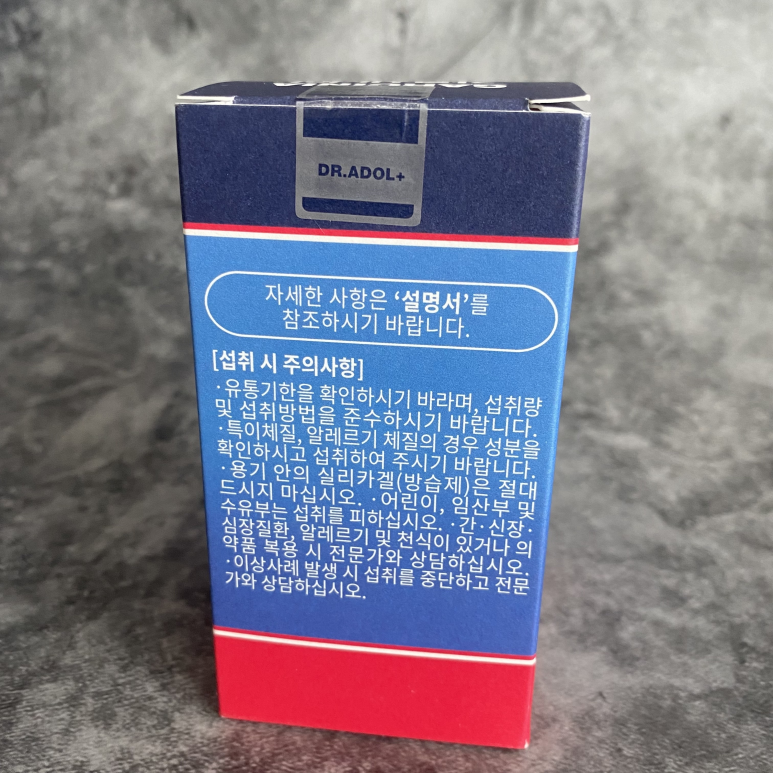 DR.ADOL+
자세한 사항은 ‘설명서’를
참조하시기 바랍니다.
[섭취 시 주의사항]
·유통기한을 확인하시기 바라며, 섭취량
및 섭취방법을 준수하시기 바랍니다.
·특이체질, 알레르기 체질의 경우 성분을
확인하시고 섭취하여 주시기 바랍니다.
·용기 안의 실리카겔(방습제)은 절대
드시지 마십시오. ·어린이, 임산부 및
수유부는 섭취를 피하십시오. ·간·신장·
심장질환, 알레르기 및 천식이 있거나 의
약품 복용 시 전문가와 상담하십시오.
·이상사례 발생 시 섭취를 중단하고 전문
가와 상담하십시오.